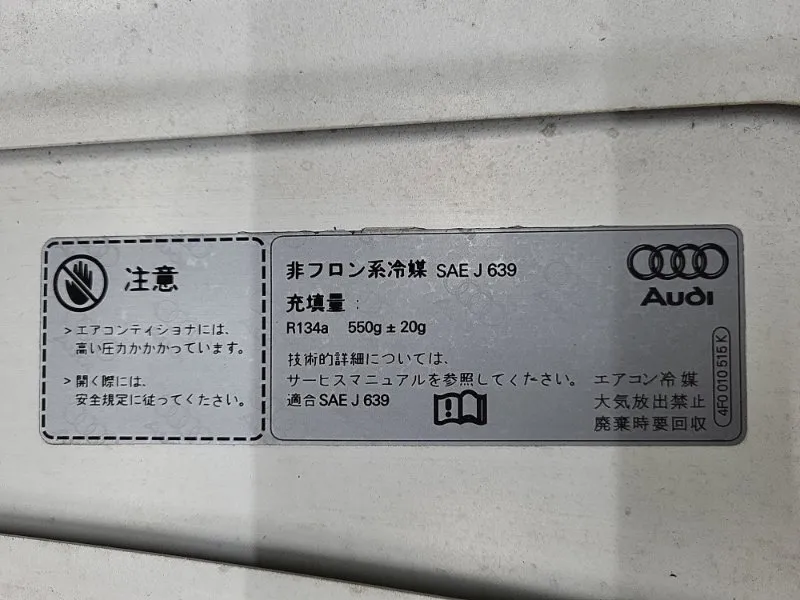 注意
>エアコンディショナには、
高い圧力がかかっています。
>開く際には、
安全規定に従ってください。
非フロン系冷媒 SAE J 639
充填量:
R134a 550g ± 20g
技術的詳細については、
サービスマニュアルを参照してください。
適合 SAE J 639
Audi
エアコン冷媒
大気放出禁止
廃棄時要回収
4F0 010 515 K